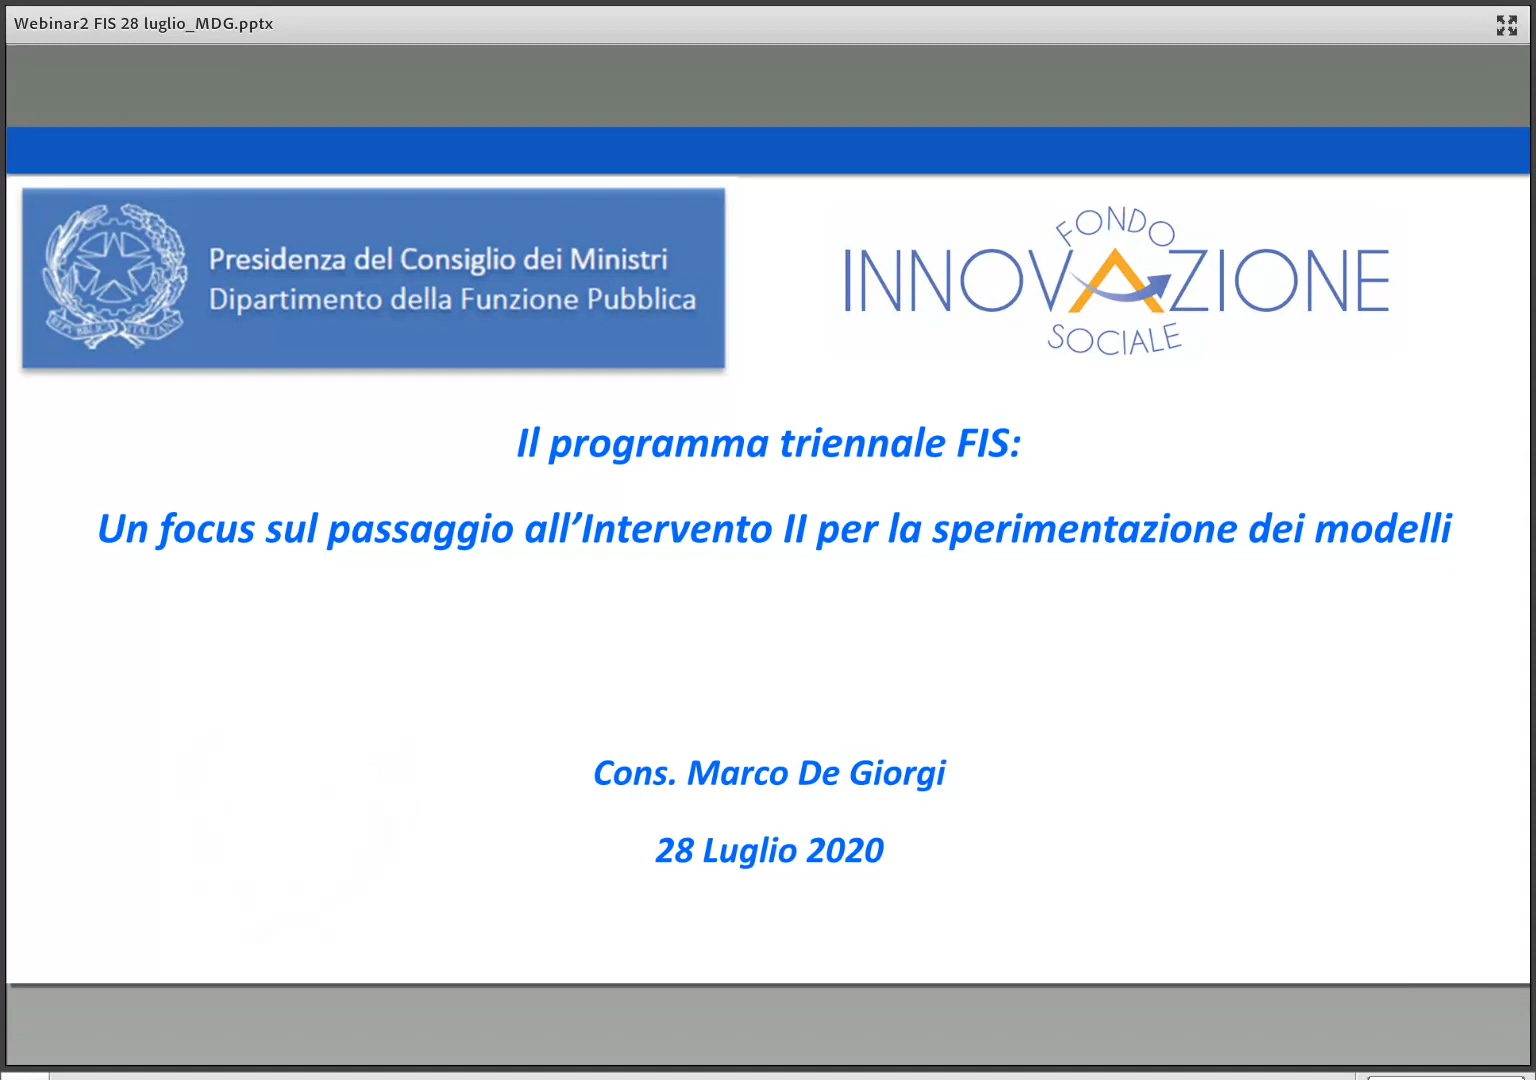 Webinar2 FIS 28 luglio_MDG.pptx
Presidenza del Consiglio dei Ministri
Dipartimento della Funzione Pubblica
REPVBBLICA ITALIANA
FONDO
INNOVAZIONE
SOCIALE
Il programma triennale FIS:
Un focus sul passaggio all’Intervento II per la sperimentazione dei modelli
Cons. Marco De Giorgi
28 Luglio 2020